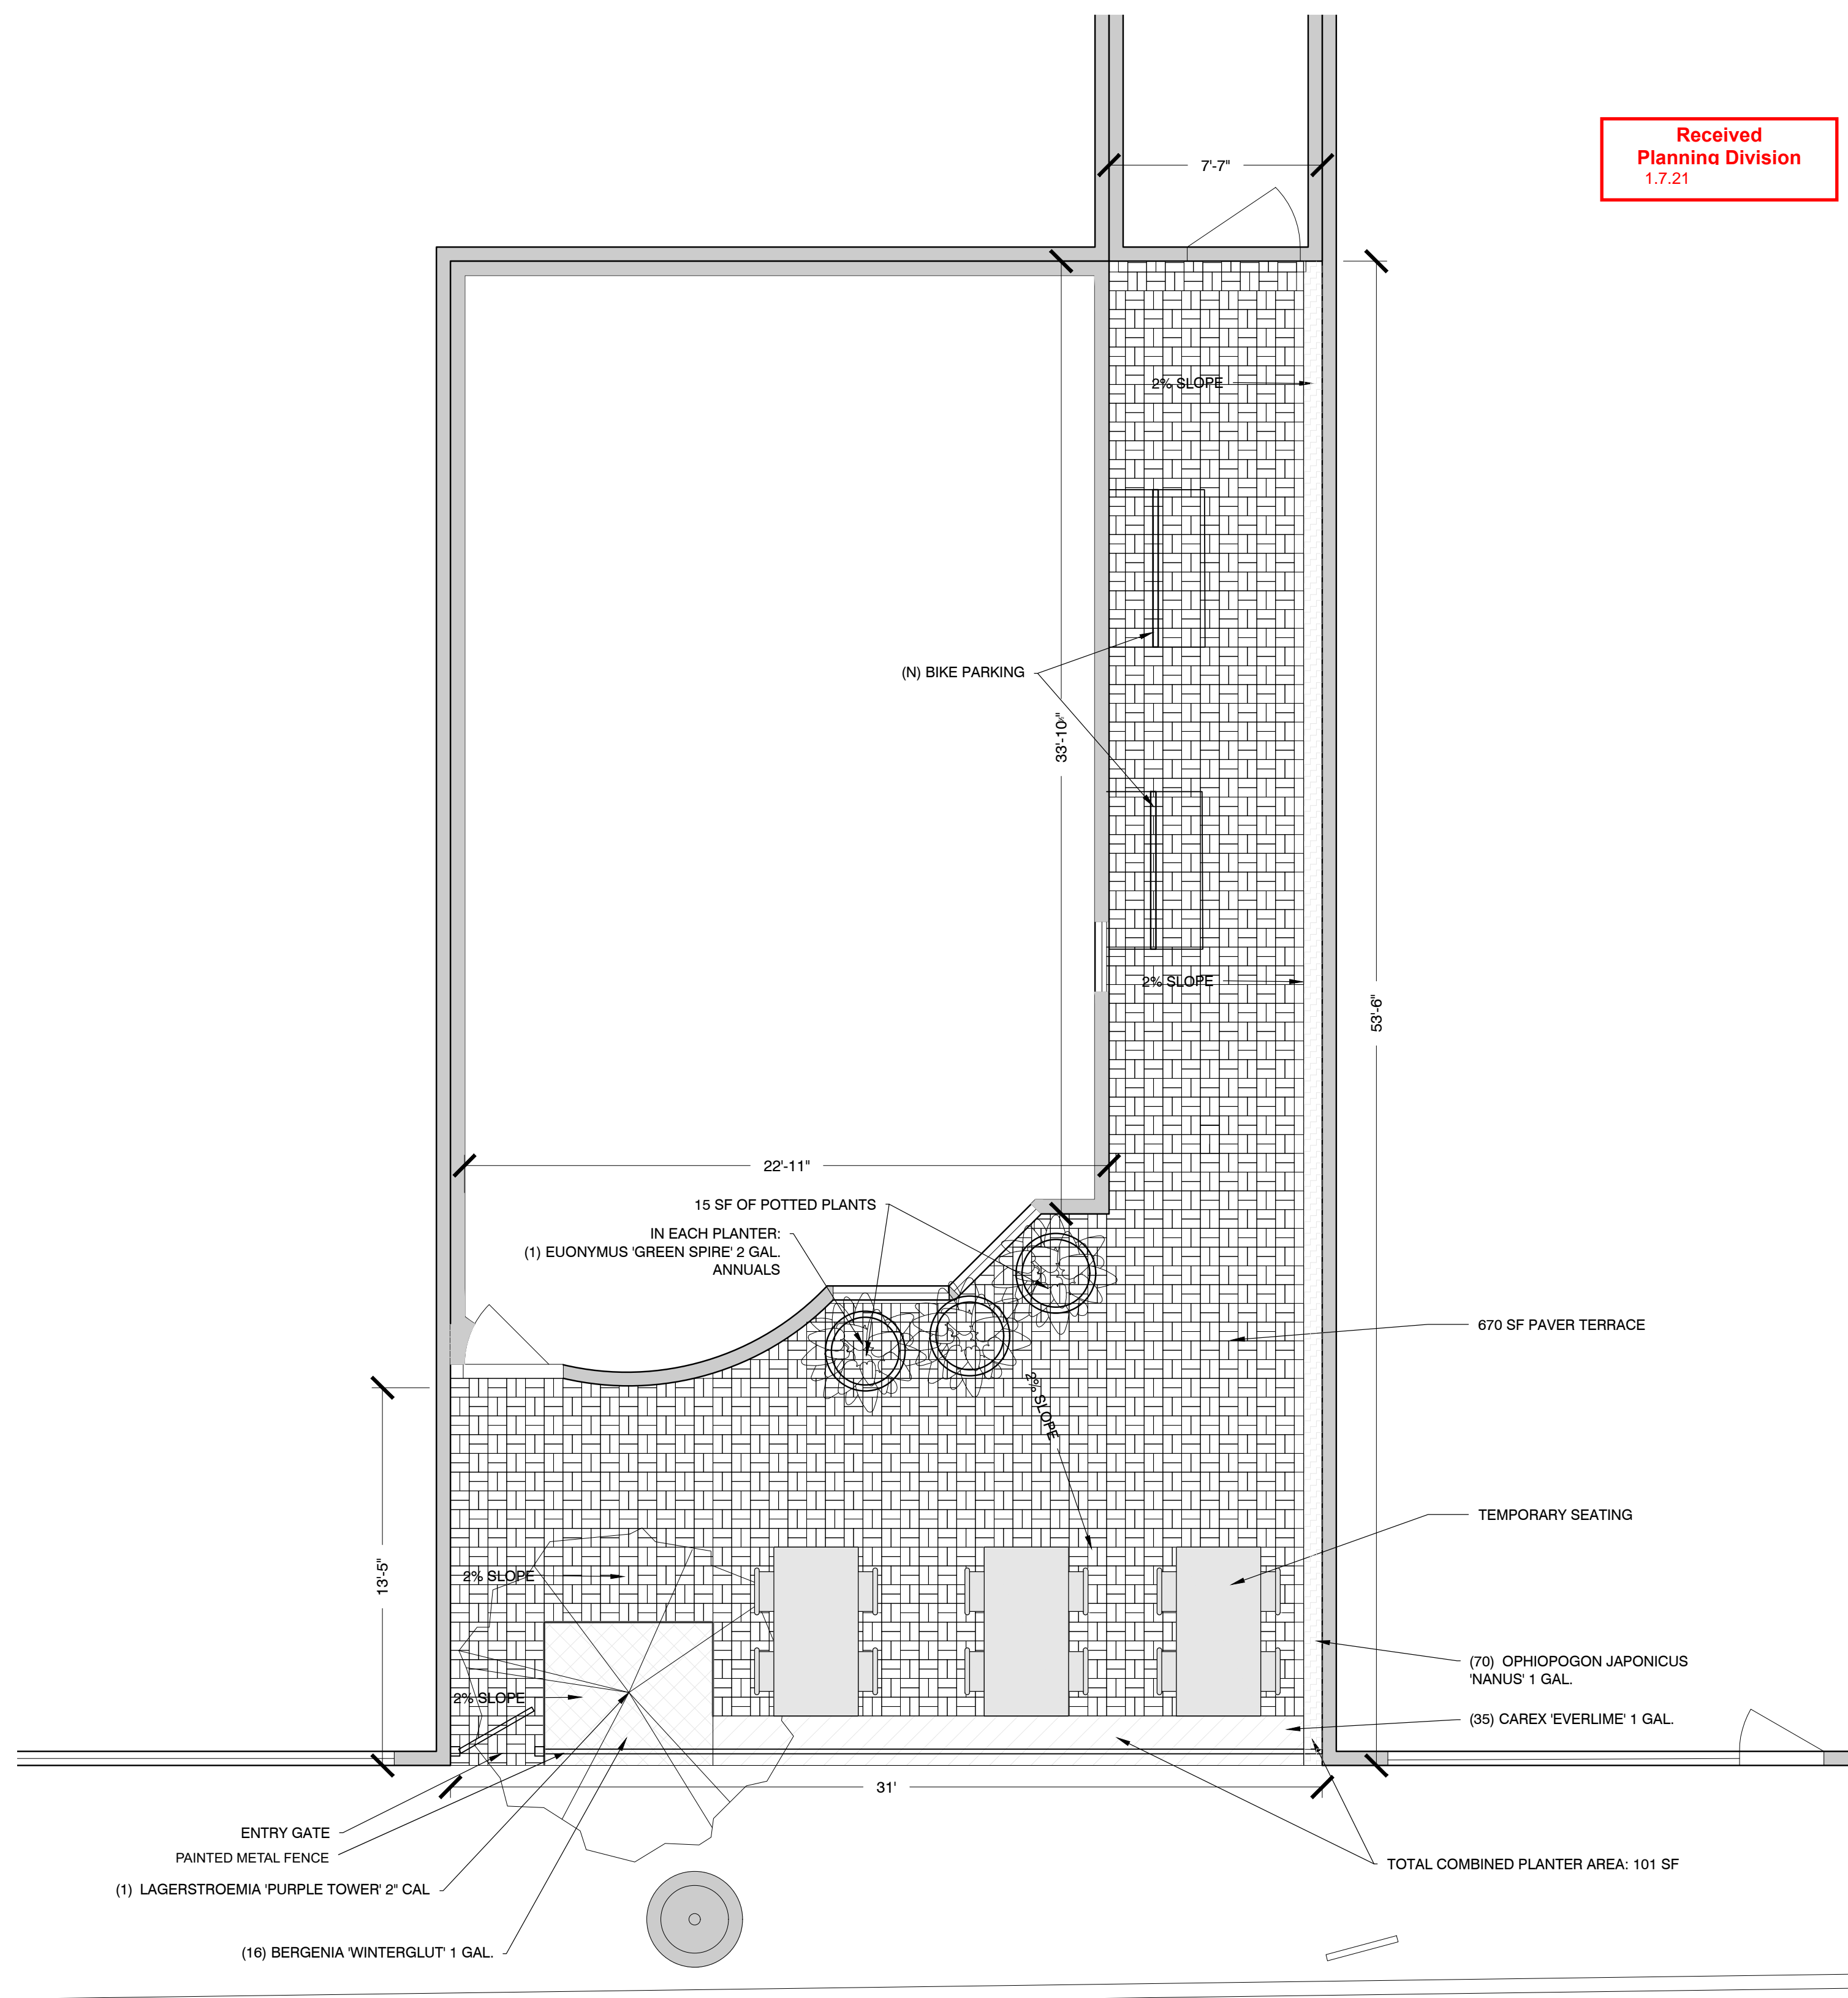 Received
Planning Division
1.7.21
7'-7"
2% SLOPE
(N) BIKE PARKING
33'-10"
2% SLOPE
53'-6"
22'-11"
15 SF OF POTTED PLANTS
IN EACH PLANTER:
(1) EUONYMUS 'GREEN SPIRE' 2 GAL.
ANNUALS
670 SF PAVER TERRACE
2% SLOPE
TEMPORARY SEATING
13'-5"
2% SLOPE
(70) OPHIOPOGON JAPONICUS
'NANUS' 1 GAL.
2% SLOPE
(35) CAREX 'EVERLIME' 1 GAL.
31'
ENTRY GATE
PAINTED METAL FENCE
TOTAL COMBINED PLANTER AREA: 101 SF
(1) LAGERSTROEMIA 'PURPLE TOWER' 2" CAL
(16) BERGENIA 'WINTERGLUT' 1 GAL.